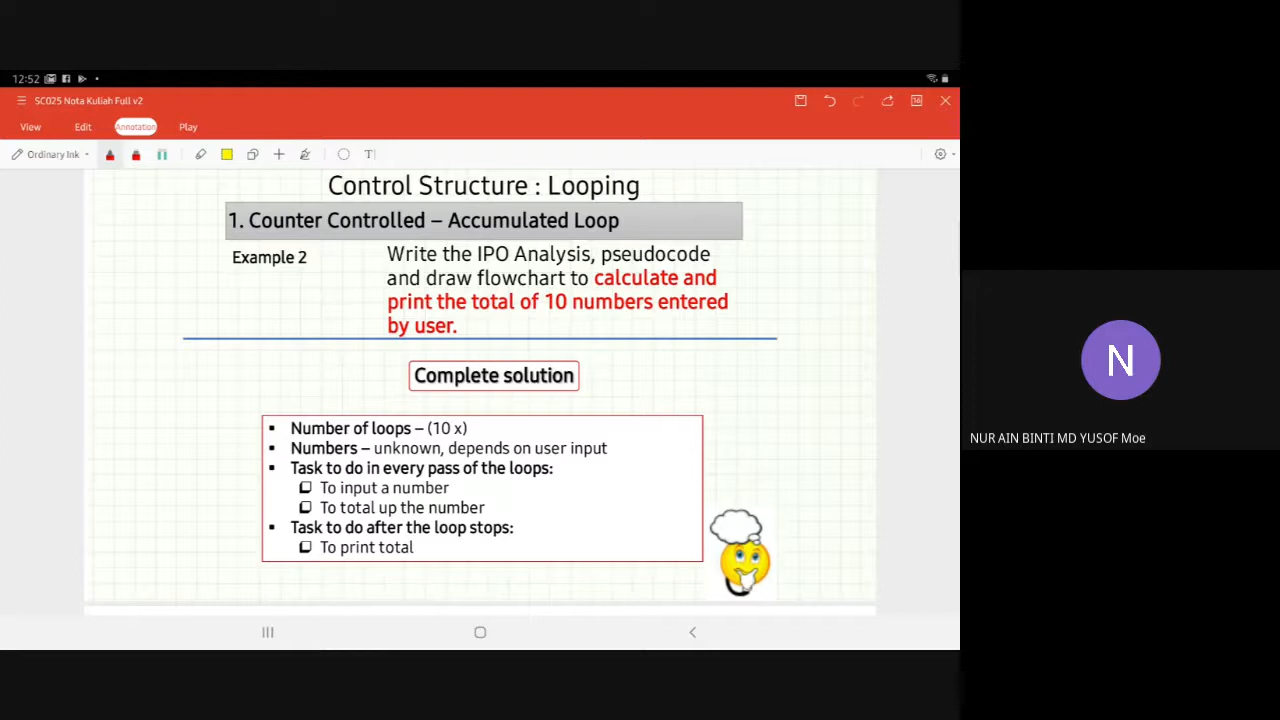 12:52
SC025 Nota Kuliah Full v2
View Edit Annotation Play
Ordinary Ink
T
Control Structure : Looping
1. Counter Controlled – Accumulated Loop
Example 2
Write the IPO Analysis, pseudocode
and draw flowchart to calculate and
print the total of 10 numbers entered
by user.
Complete solution
▪ Number of loops – (10 x)
▪ Numbers – unknown, depends on user input
▪ Task to do in every pass of the loops:
❑ To input a number
❑ To total up the number
▪ Task to do after the loop stops:
❑ To print total
N
NUR AIN BINTI MD YUSOF Moe